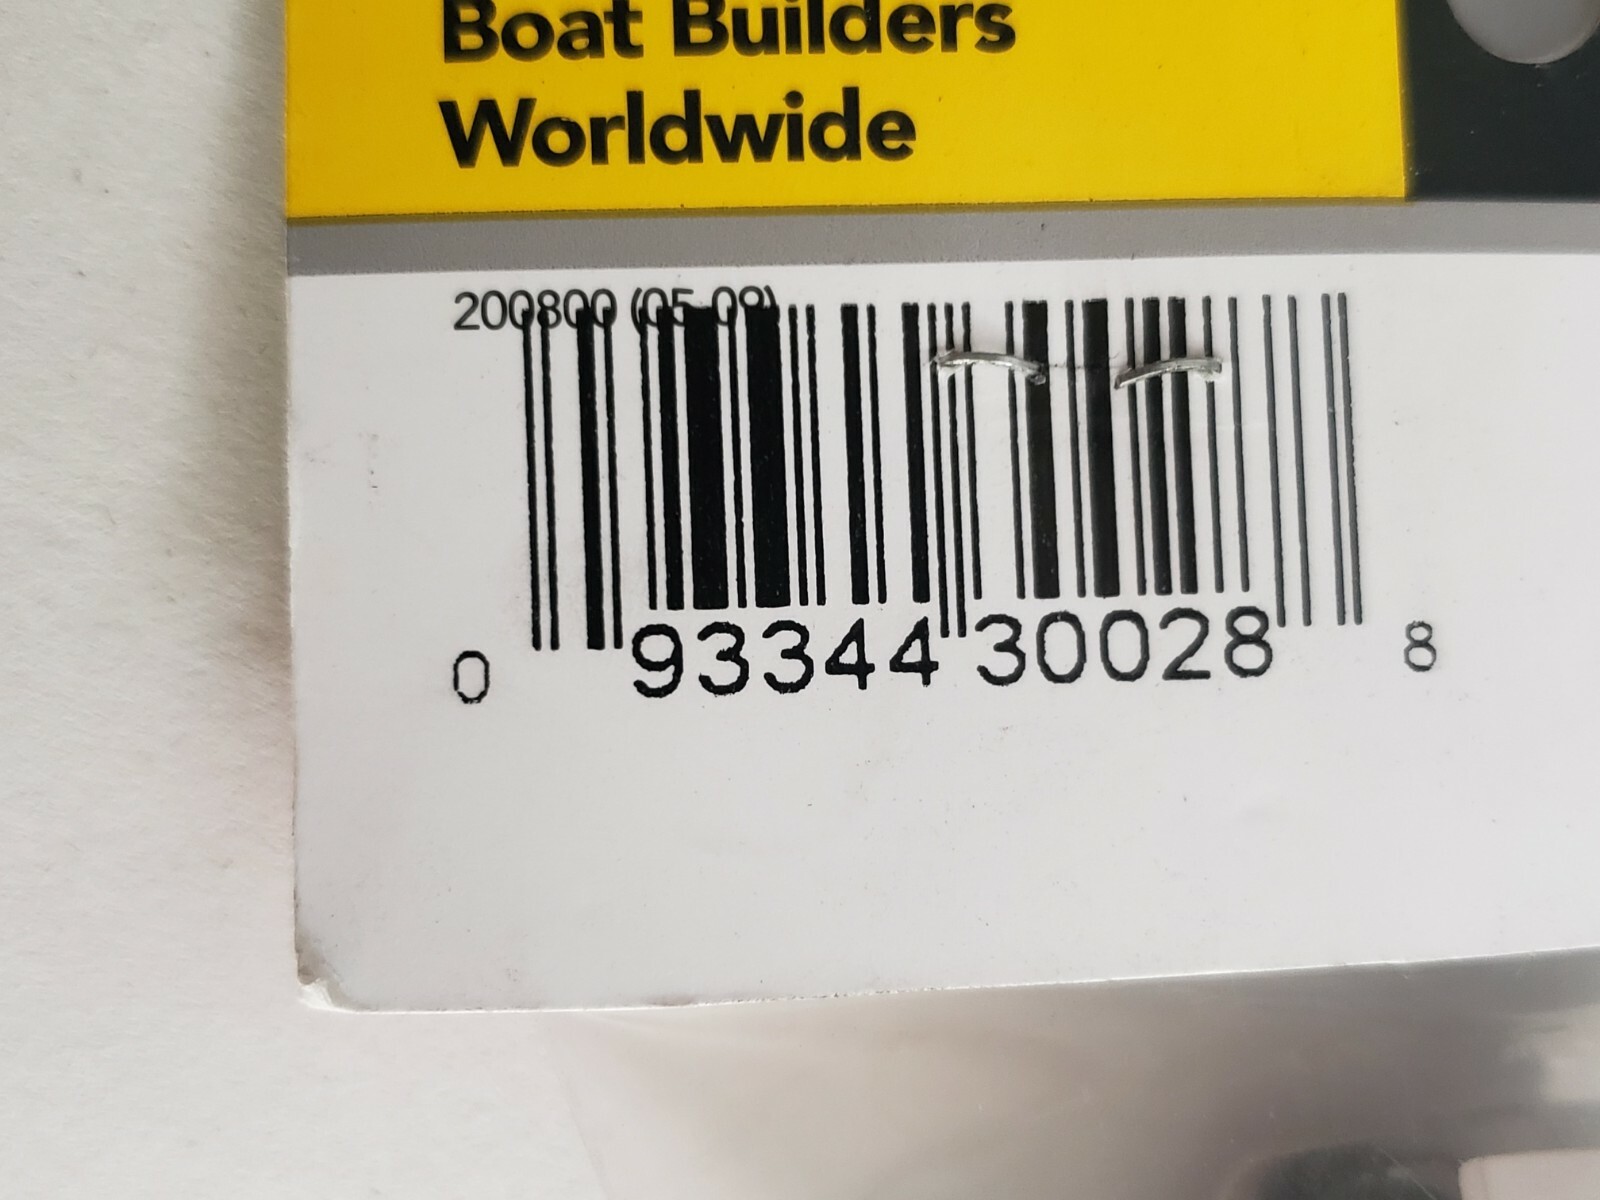 Boat Builders
Worldwide
200800 (05-09)
0 93344 30028 8